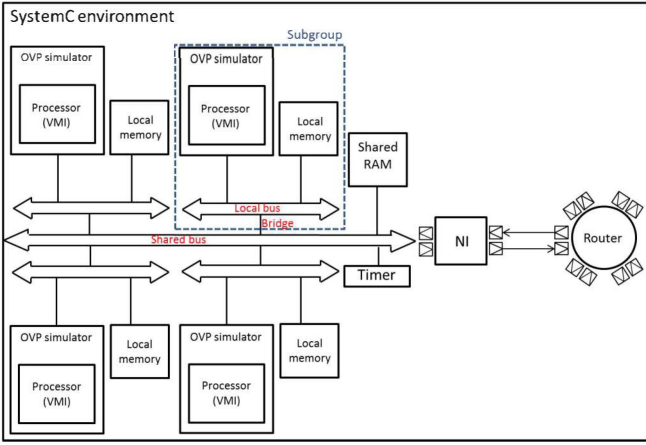 SystemC environment
Subgroup
OVP simulator
Processor
(VMI)
Local
memory
OVP simulator
Processor
(VMI)
Local
memory
Shared
RAM
Local bus
Bridge
Shared bus
NI
Router
Timer
OVP simulator
Processor
(VMI)
Local
memory
OVP simulator
Processor
(VMI)
Local
memory